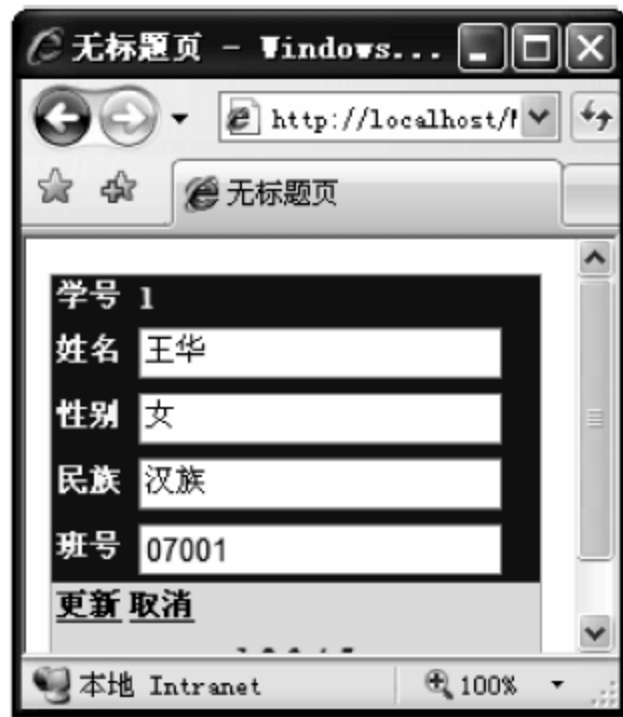 无标题页 - Windows...
http://localhost/
无标题页
学号 1
姓名 王华
性别 女
民族 汉族
班号 07001
更新 取消
本地 Intranet 100%